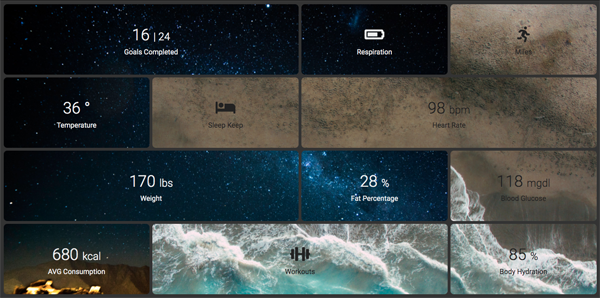 16 | 24
Goals Completed
Respiration
Miles
36 °
Temperature
Sleep Keep
98 bpm
Heart Rate
170 lbs
Weight
28 %
Fat Percentage
118 mgdl
Blood Glucose
680 kcal
AVG Consumption
Workouts
85 %
Body Hydration